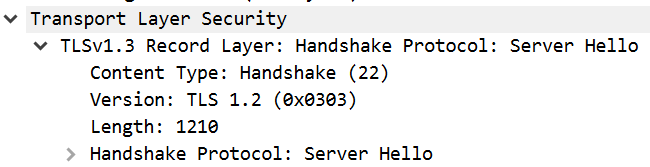 Transport Layer Security
TLSv1.3 Record Layer: Handshake Protocol: Server Hello
Content Type: Handshake (22)
Version: TLS 1.2 (0x0303)
Length: 1210
Handshake Protocol: Server Hello